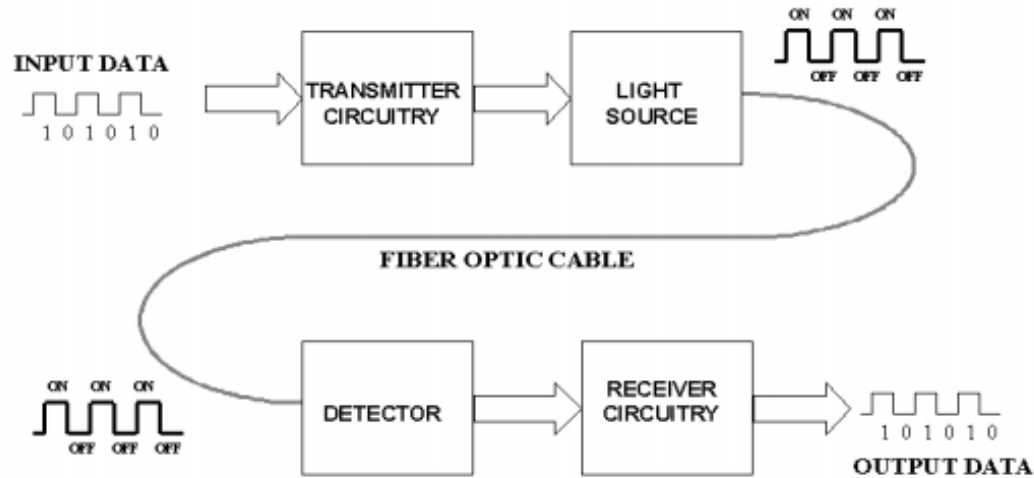 ON ON ON
OFF OFF OFF
INPUT DATA
1 0 1 0 1 0
TRANSMITTER
CIRCUITRY
LIGHT
SOURCE
FIBER OPTIC CABLE
ON ON ON
OFF OFF OFF
DETECTOR
RECEIVER
CIRCUITRY
1 0 1 0 1 0
OUTPUT DATA